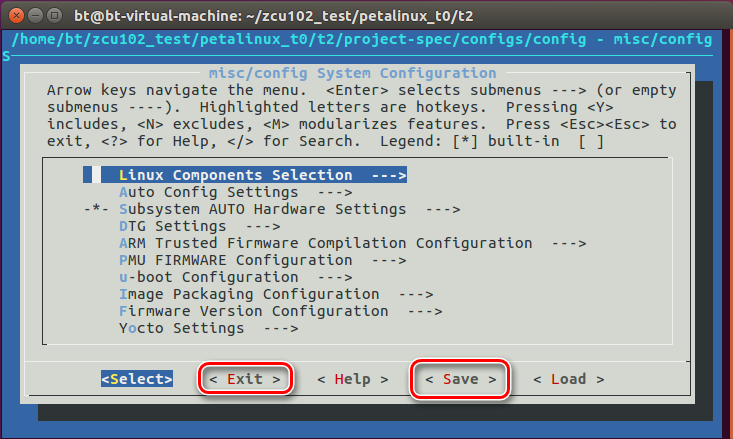 bt@bt-virtual-machine: ~/zcu102_test/petalinux_t0/t2
/home/bt/zcu102_test/petalinux_t0/t2/project-spec/configs/config - misc/config
S
misc/config System Configuration
Arrow keys navigate the menu.  <Enter> selects submenus ---> (or empty
submenus ----).  Highlighted letters are hotkeys.  Pressing <Y>
includes, <N> excludes, <M> modularizes features.  Press <Esc><Esc> to
exit, <?> for Help, </> for Search.  Legend: [*] built-in  [ ]
Linux Components Selection  --->
Auto Config Settings  --->
-*- Subsystem AUTO Hardware Settings  --->
DTG Settings  --->
ARM Trusted Firmware Compilation Configuration  --->
PMU FIRMWARE Configuration  --->
u-boot Configuration  --->
Image Packaging Configuration  --->
Firmware Version Configuration  --->
Yocto Settings  --->
<Select>    < Exit >    < Help >    < Save >    < Load >